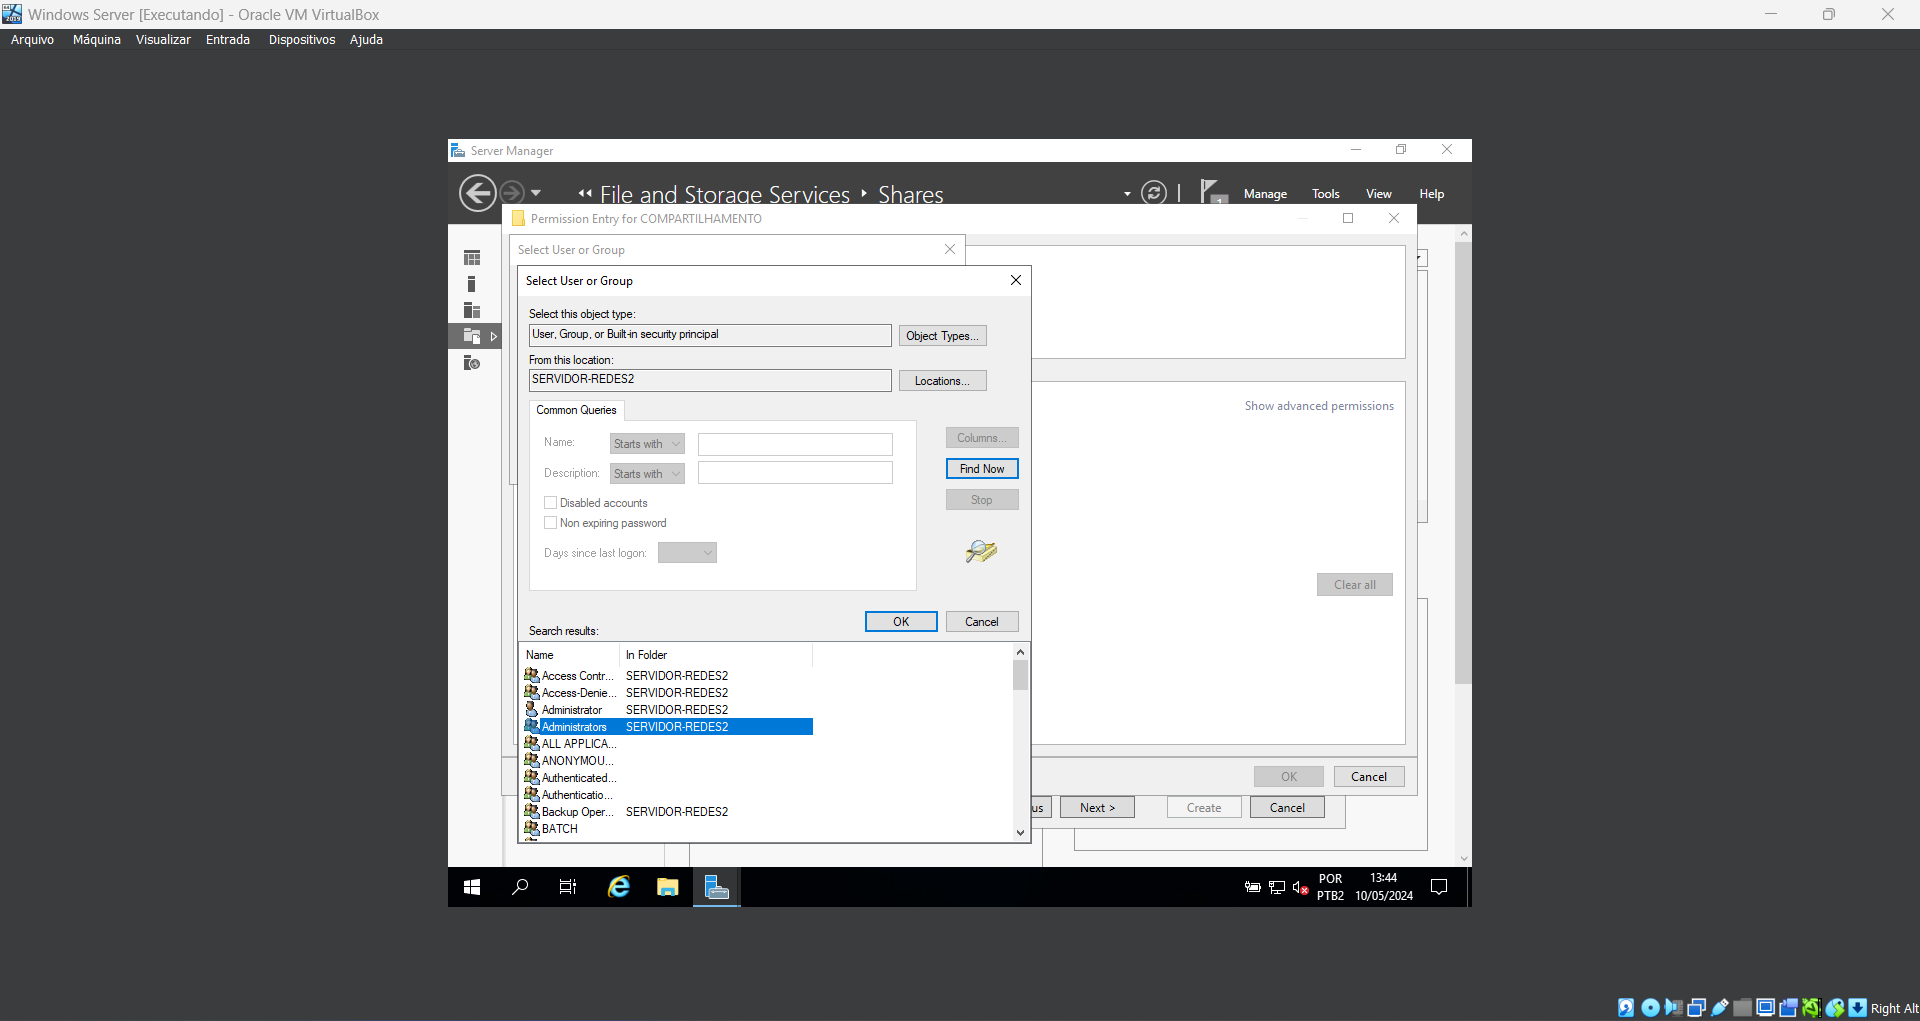 Windows Server [Executando] - Oracle VM VirtualBox
Arquivo Máquina Visualizar Entrada Dispositivos Ajuda
Server Manager
File and Storage Services Shares
Manage Tools View Help
1
Permission Entry for COMPARTILHAMENTO
Select User or Group
Select User or Group
Select this object type:
User, Group, or Built-in security principal
Object Types...
From this location:
SERVIDOR-REDES2
Locations...
Show advanced permissions
Common Queries
Name: Starts with
Columns...
Description: Starts with
Find Now
Stop
Disabled accounts
Non expiring password
Days since last logon:
Clear all
OK Cancel
Search results:
Name In Folder
Access Contr... SERVIDOR-REDES2
Access-Denie... SERVIDOR-REDES2
Administrator SERVIDOR-REDES2
Administrators SERVIDOR-REDES2
ALL APPLICA...
ANONYMOU...
Authenticated...
Authenticatio...
Backup Oper... SERVIDOR-REDES2
BATCH
OK Cancel
us Next > Create Cancel
POR
PTB2
13:44
10/05/2024
Right Alt